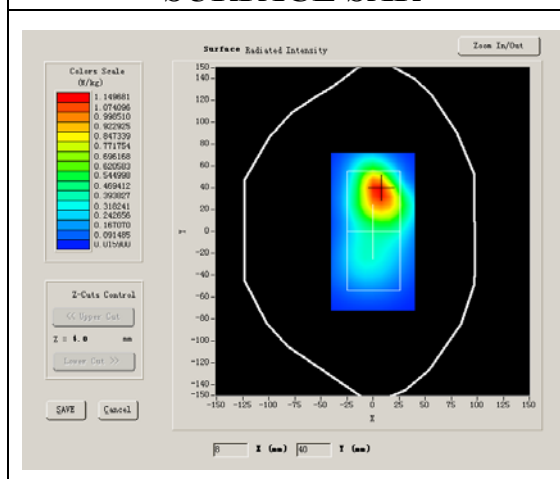 SURFACE SAR
Surface Radiated Intensity
Zoom In/Out
Colors Scale
(W/kg)
1.149681
1.074096
0.998510
0.922925
0.847339
0.771754
0.696168
0.620583
0.544998
0.469412
0.393827
0.318241
0.242656
0.167070
0.091485
0.015900
Z-Cuts Control
<< Upper Cut
Z = 4.0 mm
Lower Cut >>
SAVE
Cancel
150
140
120
100
80
60
40
20
0
-20
-40
-60
-80
-100
-120
-140
-150
Y
-150 -125 -100 -75 -50 -25 0 25 50 75 100 125 150
X
8 X (mm) 40 Y (mm)